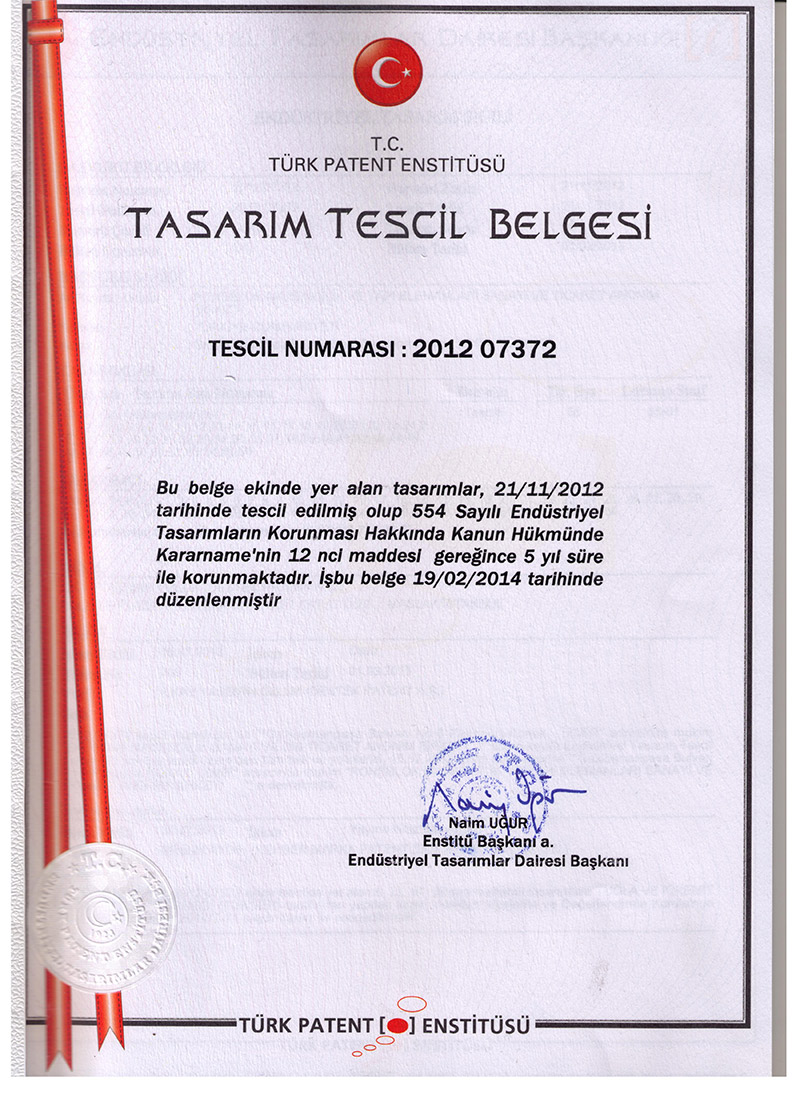 T.C.
TÜRK PATENT ENSTİTÜSÜ
TASARIM TESCİL BELGESİ
TESCİL NUMARASI : 2012 07372
Bu belge ekinde yer alan tasarımlar, 21/11/2012
tarihinde tescil edilmiş olup 554 Sayılı Endüstriyel
Tasarımların Korunması Hakkında Kanun Hükmünde
Kararname'nin 12 nci maddesi gereğince 5 yıl süre
ile korunmaktadır. İşbu belge 19/02/2014 tarihinde
düzenlenmiştir
Naim UĞUR
Enstitü Başkanı a.
Endüstriyel Tasarımlar Dairesi Başkanı
T.C.
1923
TÜRK PATENT [ ] ENSTİTÜSÜ